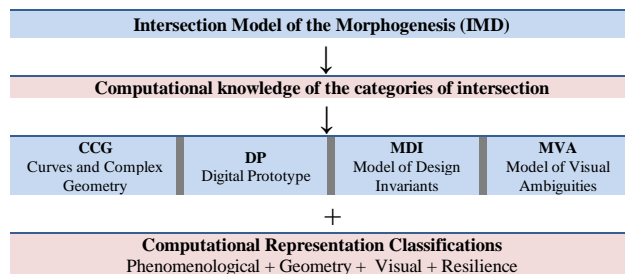 Intersection Model of the Morphogenesis (IMD)
↓
Computational knowledge of the categories of intersection
↓
CCG
Curves and Complex
Geometry
DP
Digital Prototype
MDI
Model of Design
Invariants
MVA
Model of Visual
Ambiguities
+
Computational Representation Classifications
Phenomenological + Geometry + Visual + Resilience